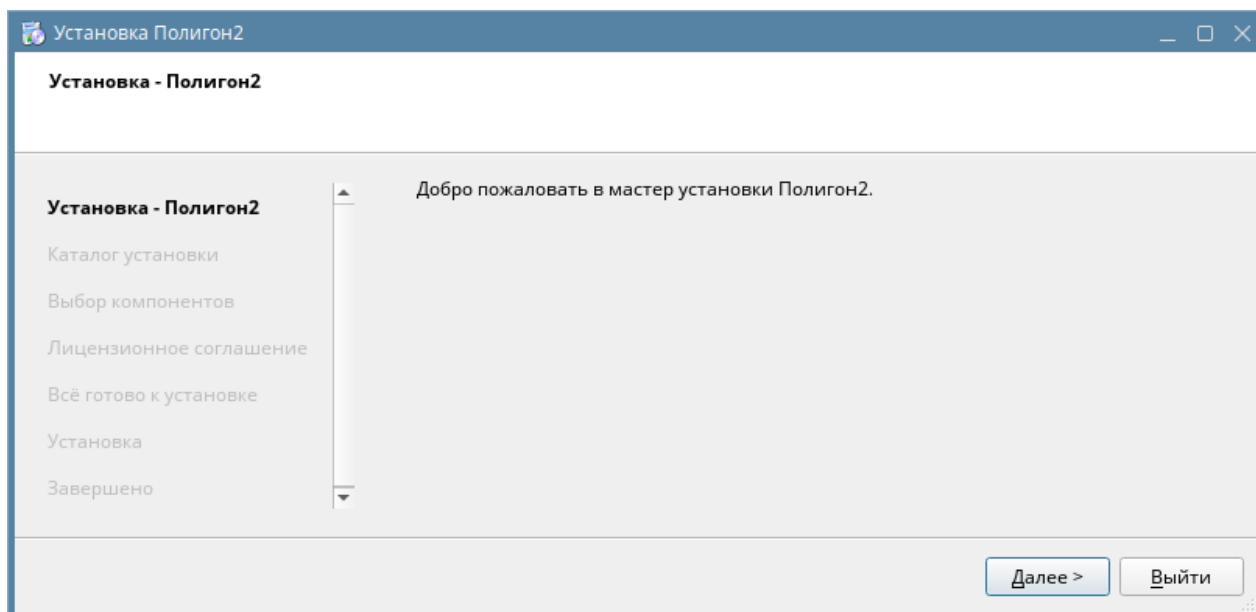 Установка Полигон2
Установка - Полигон2
Установка - Полигон2
Каталог установки
Выбор компонентов
Лицензионное соглашение
Всё готово к установке
Установка
Завершено
Добро пожаловать в мастер установки Полигон2.
Далее >
Выйти